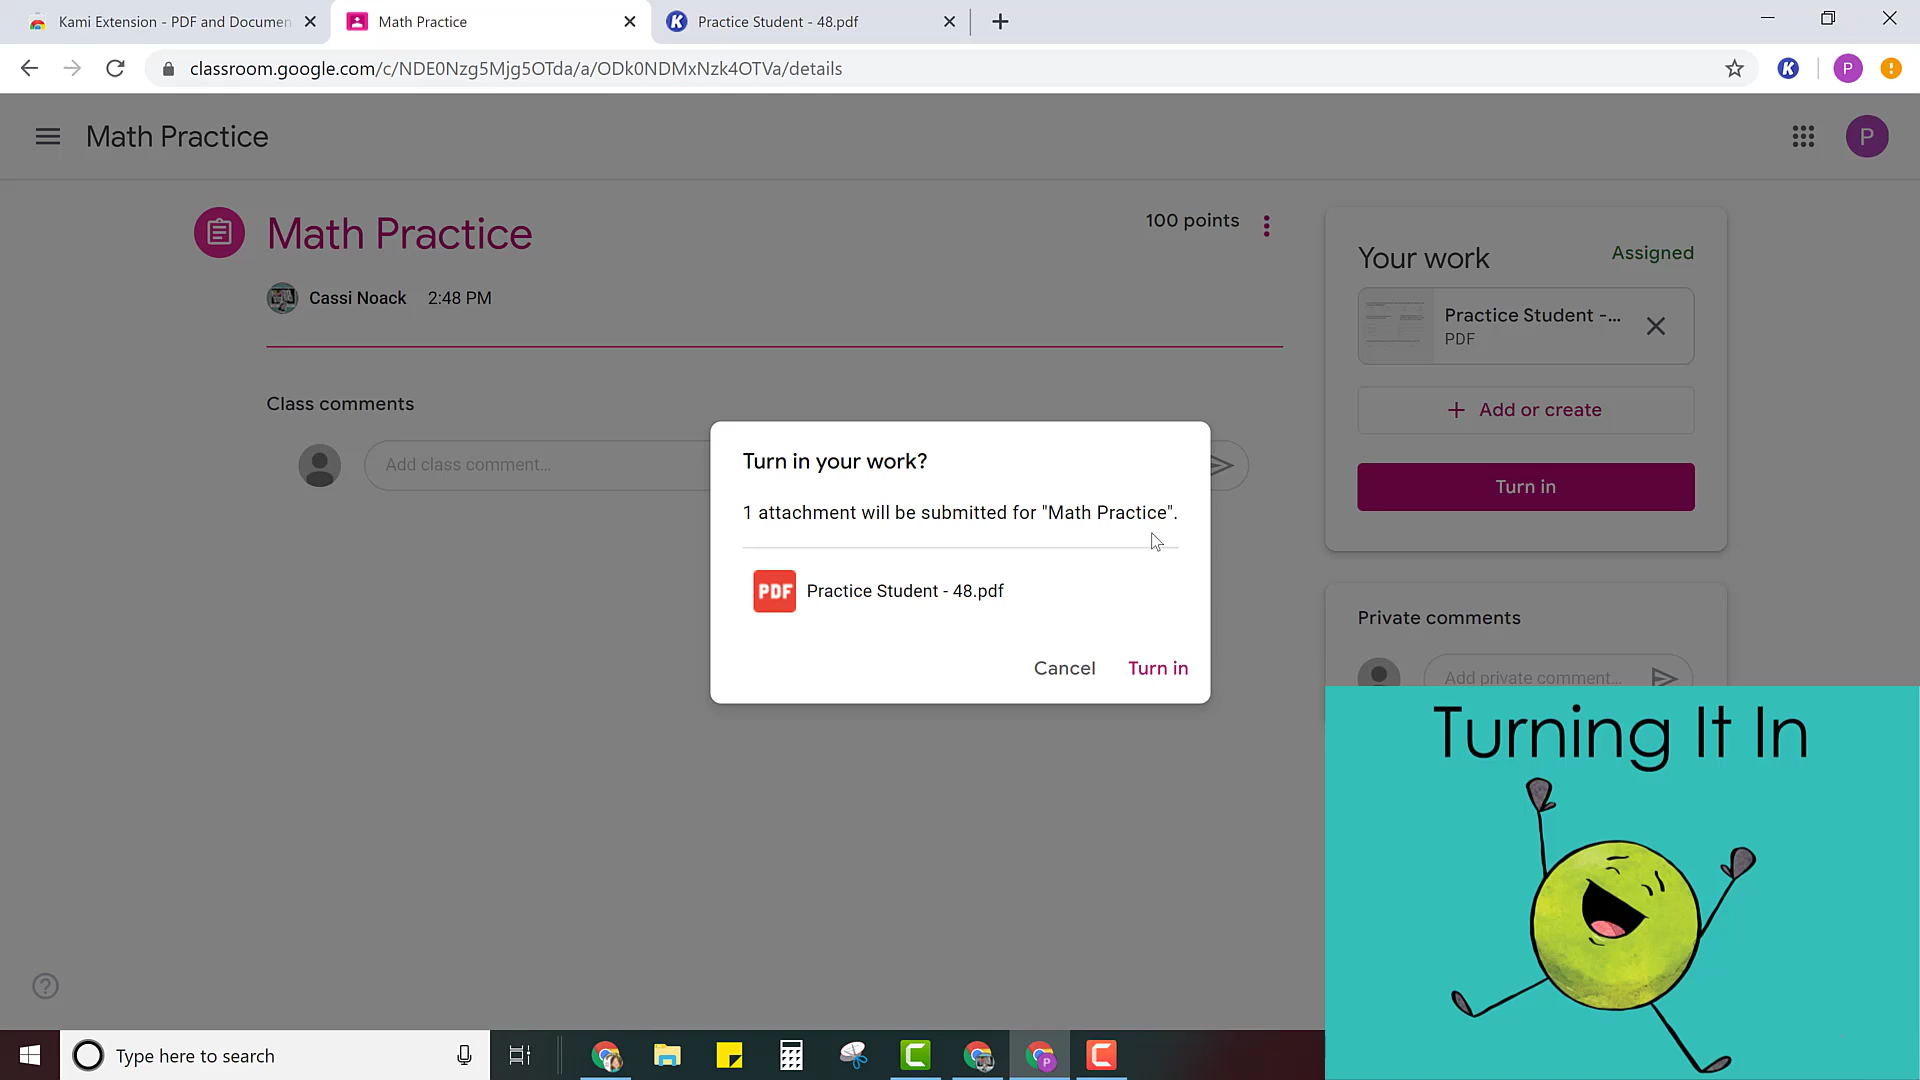 Kami Extension - PDF and Documen
Math Practice
K
Practice Student - 48.pdf
classroom.google.com/c/NDE0Nzg5Mjg5OTda/a/ODk0NDMxNzk4OTVa/details
K
P
Math Practice
P
Math Practice
100 points
Cassi Noack 2:48 PM
Your work
Assigned
Practice Student -...
PDF
Add or create
Turn in
Class comments
Add class comment...
Turn in your work?
1 attachment will be submitted for "Math Practice".
PDF Practice Student - 48.pdf
Cancel Turn in
Private comments
Add private comment...
Turning It In
Type here to search
P